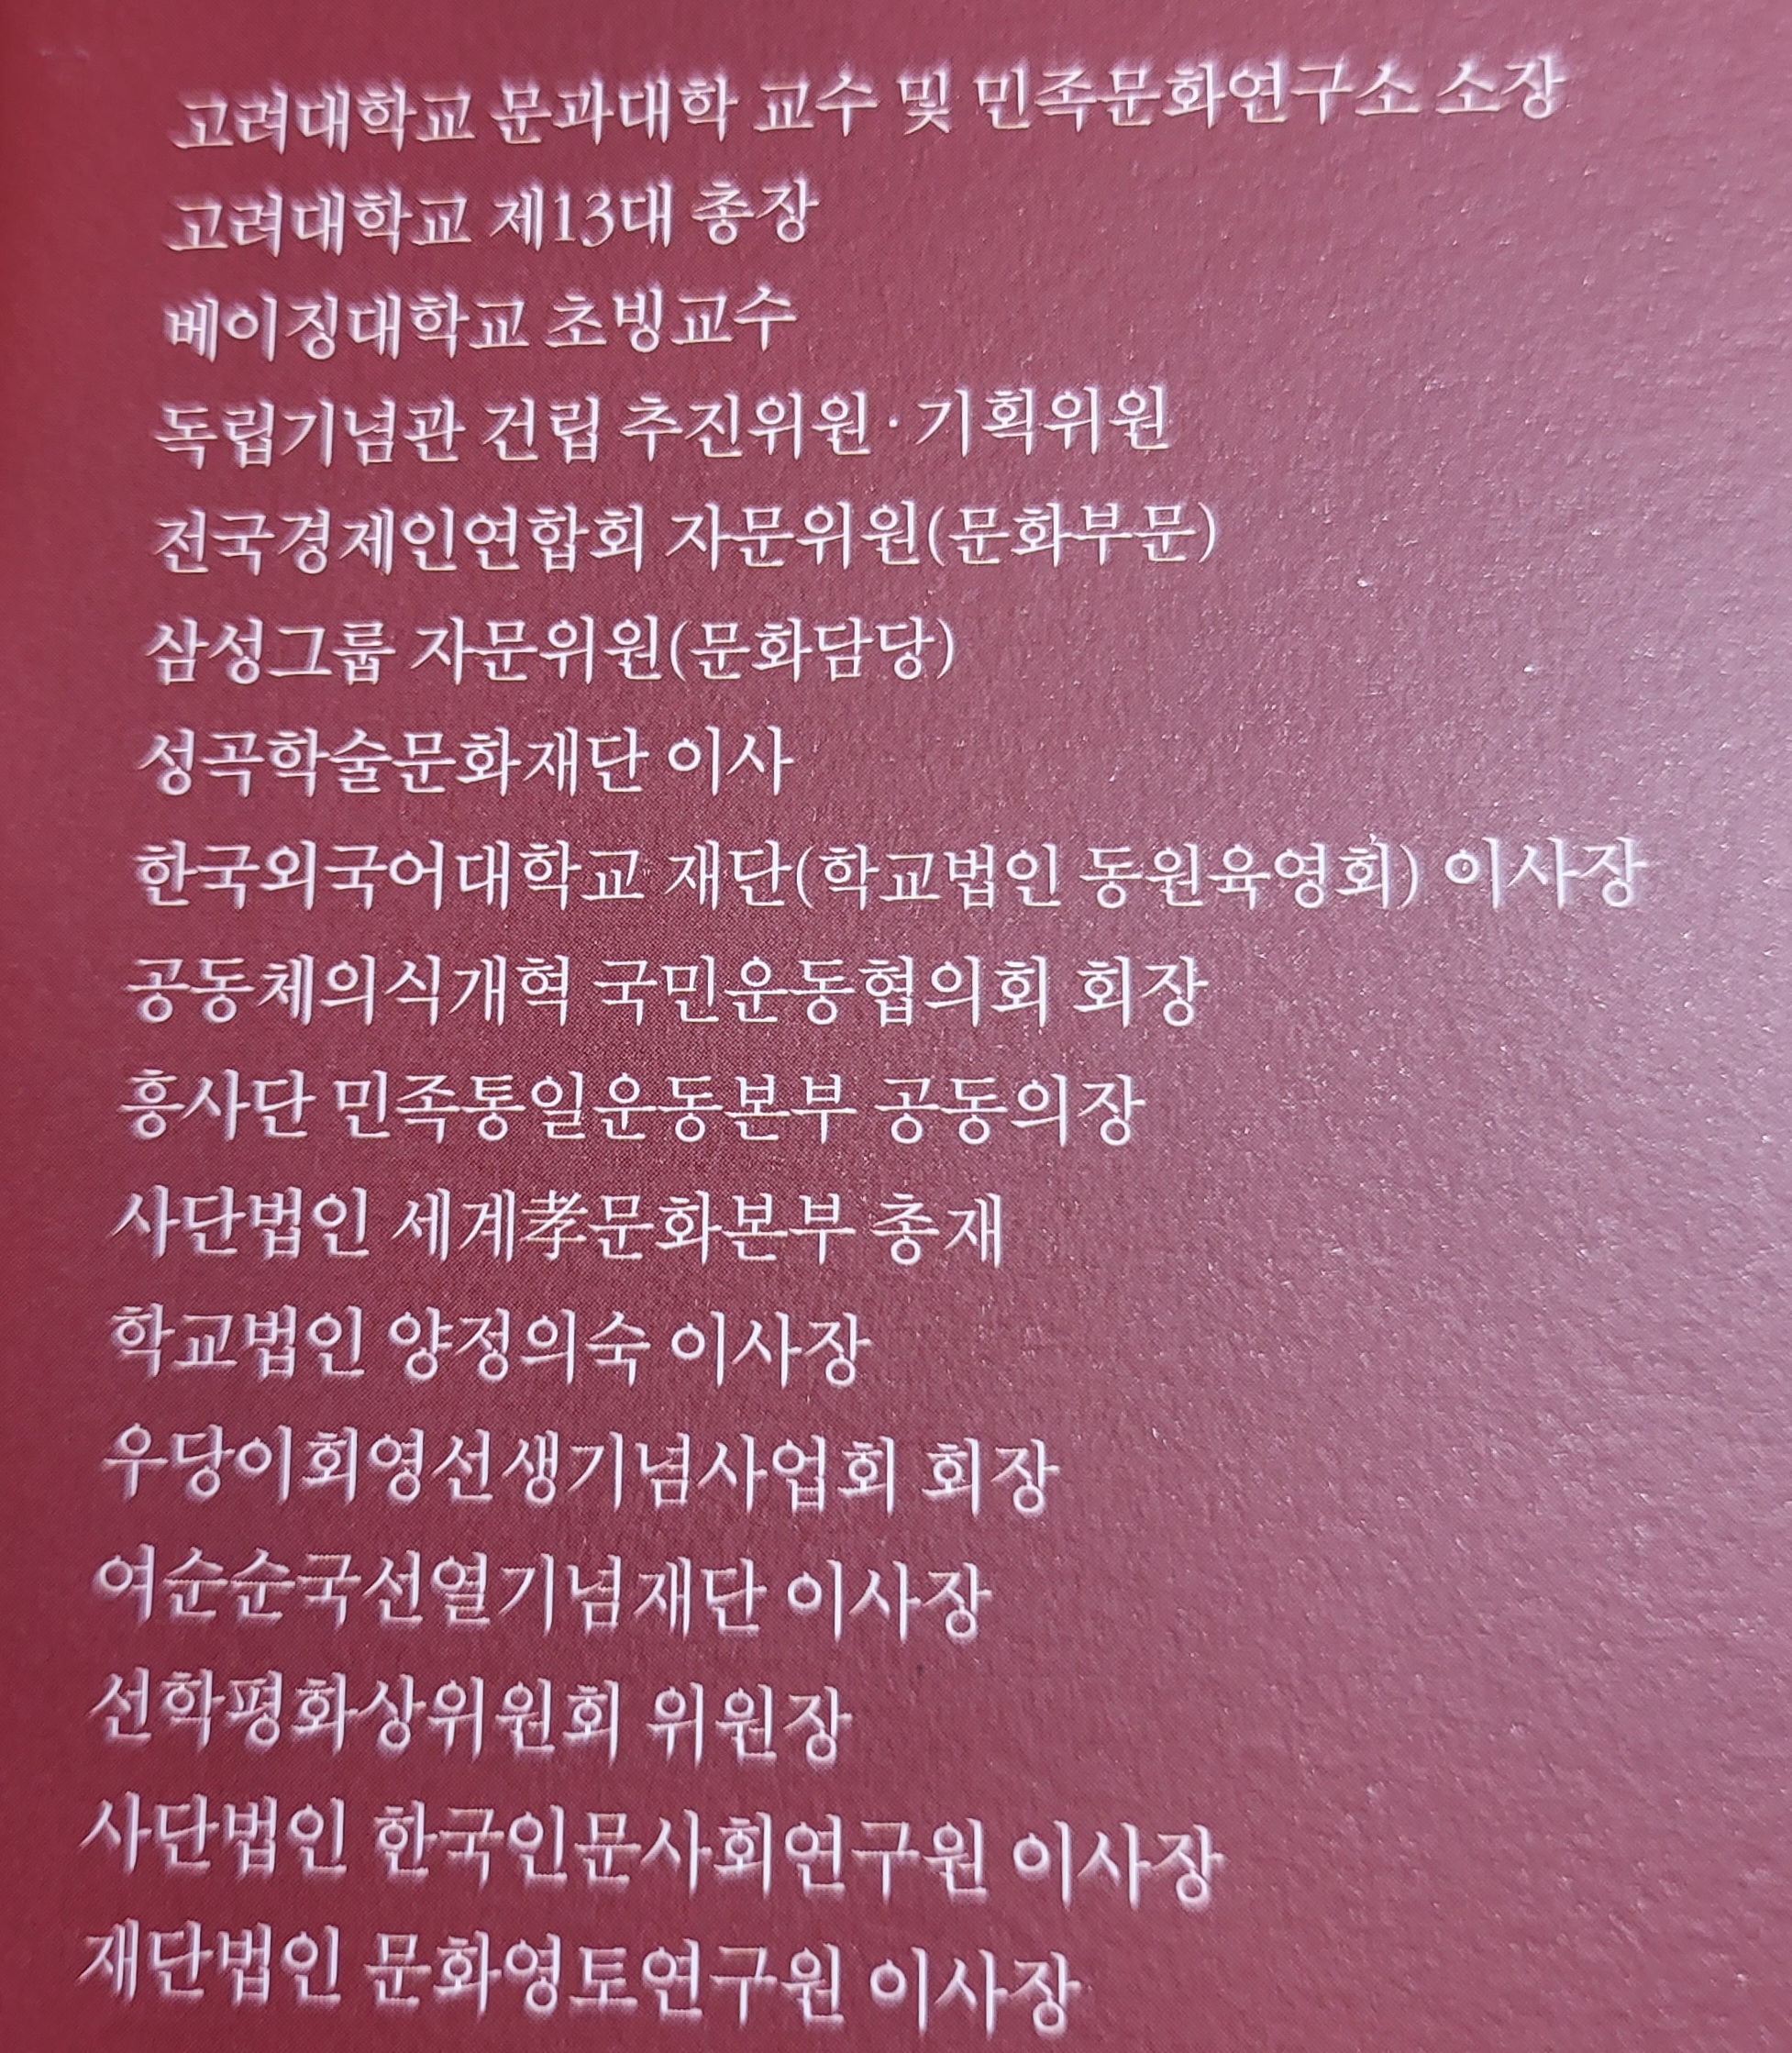 고려대학교 문과대학 교수 및 민족문화연구소 소장
고려대학교 제13대 총장
베이징대학교 초빙교수
독립기념관 건립 추진위원·기획위원
전국경제인연합회 자문위원(문화부문)
삼성그룹 자문위원(문화담당)
성곡학술문화재단 이사
한국외국어대학교 재단(학교법인 동원육영회) 이사장
공동체의식개혁 국민운동협의회 회장
흥사단 민족통일운동본부 공동의장
사단법인 세계孝문화본부 총재
학교법인 양정의숙 이사장
우당이회영선생기념사업회 회장
여순순국선열기념재단 이사장
선학평화상위원회 위원장
사단법인 한국인문사회연구원 이사장
재단법인 문화영토연구원 이사장